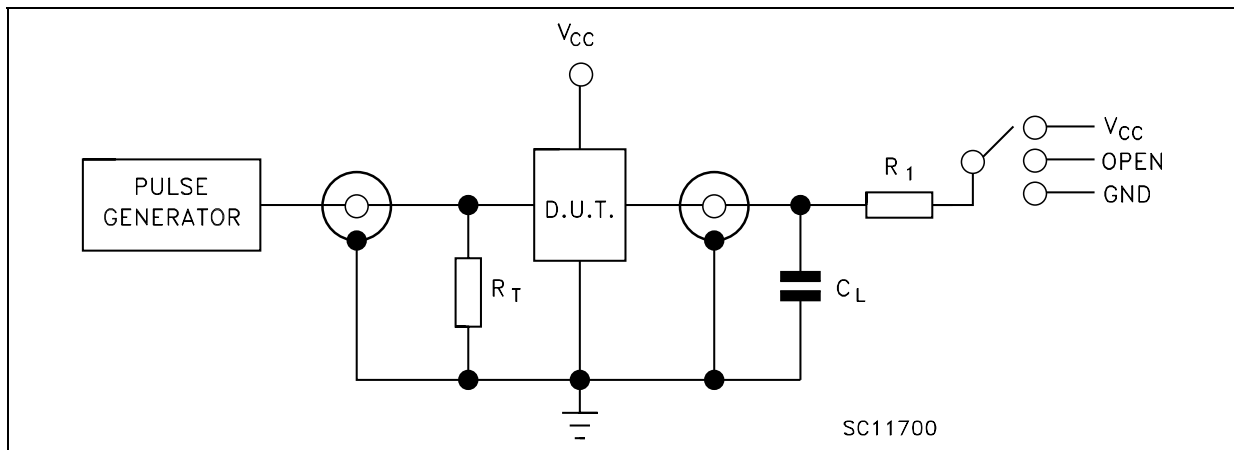 VCC
PULSE
GENERATOR
RT
D.U.T.
CL
R1
VCC
OPEN
GND
SC11700